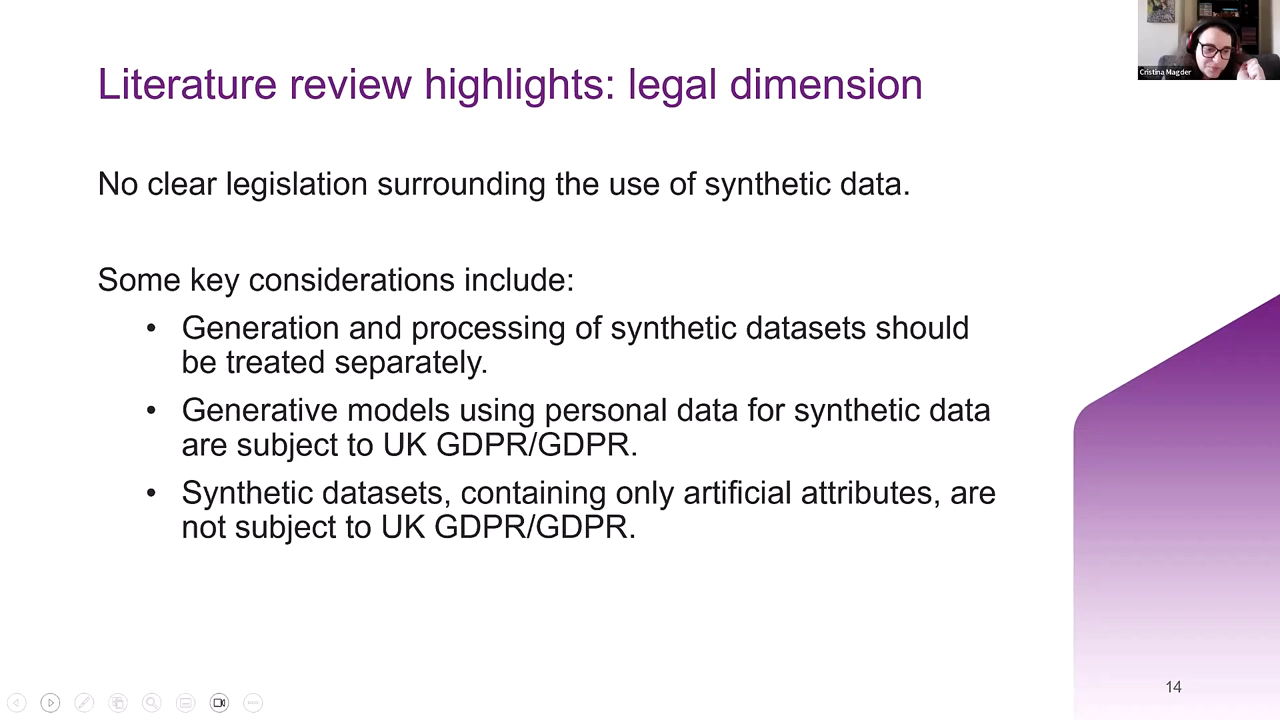 Cristina Magder
Literature review highlights: legal dimension
No clear legislation surrounding the use of synthetic data.
Some key considerations include:
• Generation and processing of synthetic datasets should
be treated separately.
• Generative models using personal data for synthetic data
are subject to UK GDPR/GDPR.
• Synthetic datasets, containing only artificial attributes, are
not subject to UK GDPR/GDPR.
14